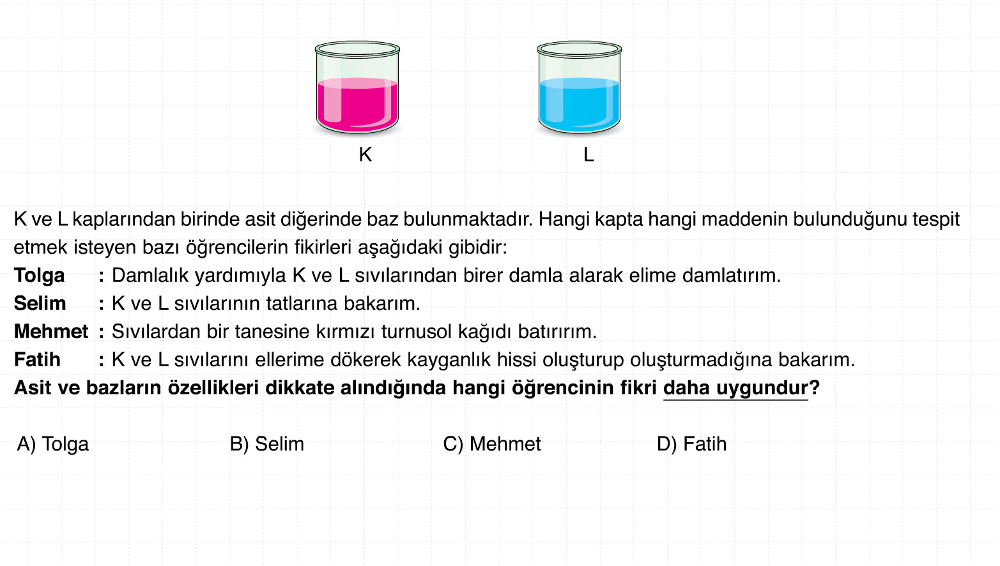 K L
K ve L kaplarından birinde asit diğerinde baz bulunmaktadır. Hangi kapta hangi maddenin bulunduğunu tespit
etmek isteyen bazı öğrencilerin fikirleri aşağıdaki gibidir:
Tolga : Damlalık yardımıyla K ve L sıvılarından birer damla alarak elime damlatırım.
Selim : K ve L sıvılarının tatlarına bakarım.
Mehmet : Sıvılardan bir tanesine kırmızı turnusol kağıdı batırırım.
Fatih : K ve L sıvılarını ellerime dökerek kayganlık hissi oluşturup oluşturmadığına bakarım.
Asit ve bazların özellikleri dikkate alındığında hangi öğrencinin fikri daha uygundur?
A) Tolga B) Selim C) Mehmet D) Fatih